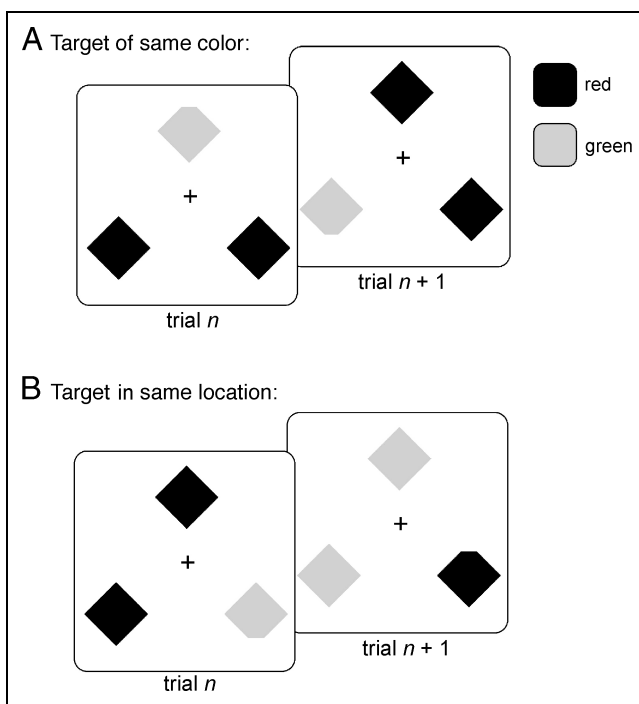 A Target of same color:
red
green
trial n + 1
trial n
B Target in same location:
trial n + 1
trial n